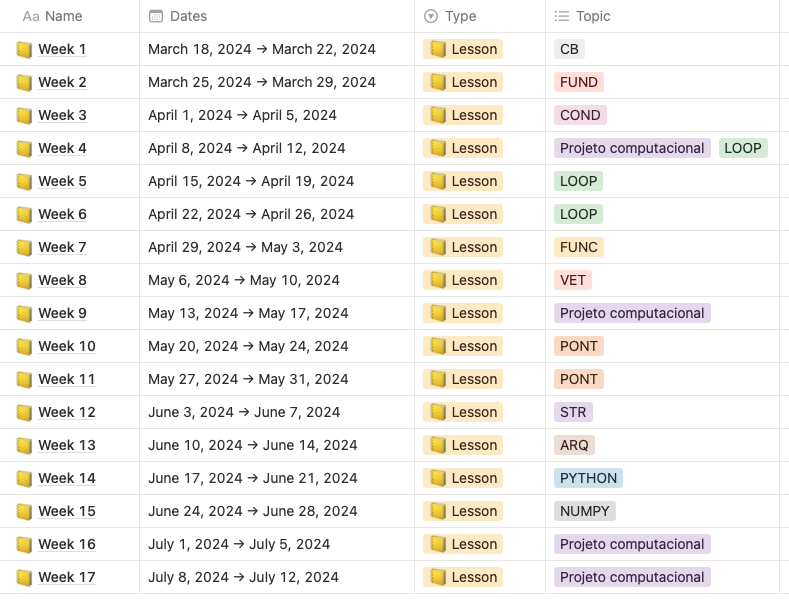 Aa Name Dates Type Topic
Week 1 March 18, 2024 → March 22, 2024 Lesson CB
Week 2 March 25, 2024 → March 29, 2024 Lesson FUND
Week 3 April 1, 2024 → April 5, 2024 Lesson COND
Week 4 April 8, 2024 → April 12, 2024 Lesson Projeto computacional LOOP
Week 5 April 15, 2024 → April 19, 2024 Lesson LOOP
Week 6 April 22, 2024 → April 26, 2024 Lesson LOOP
Week 7 April 29, 2024 → May 3, 2024 Lesson FUNC
Week 8 May 6, 2024 → May 10, 2024 Lesson VET
Week 9 May 13, 2024 → May 17, 2024 Lesson Projeto computacional
Week 10 May 20, 2024 → May 24, 2024 Lesson PONT
Week 11 May 27, 2024 → May 31, 2024 Lesson PONT
Week 12 June 3, 2024 → June 7, 2024 Lesson STR
Week 13 June 10, 2024 → June 14, 2024 Lesson ARQ
Week 14 June 17, 2024 → June 21, 2024 Lesson PYTHON
Week 15 June 24, 2024 → June 28, 2024 Lesson NUMPY
Week 16 July 1, 2024 → July 5, 2024 Lesson Projeto computacional
Week 17 July 8, 2024 → July 12, 2024 Lesson Projeto computacional